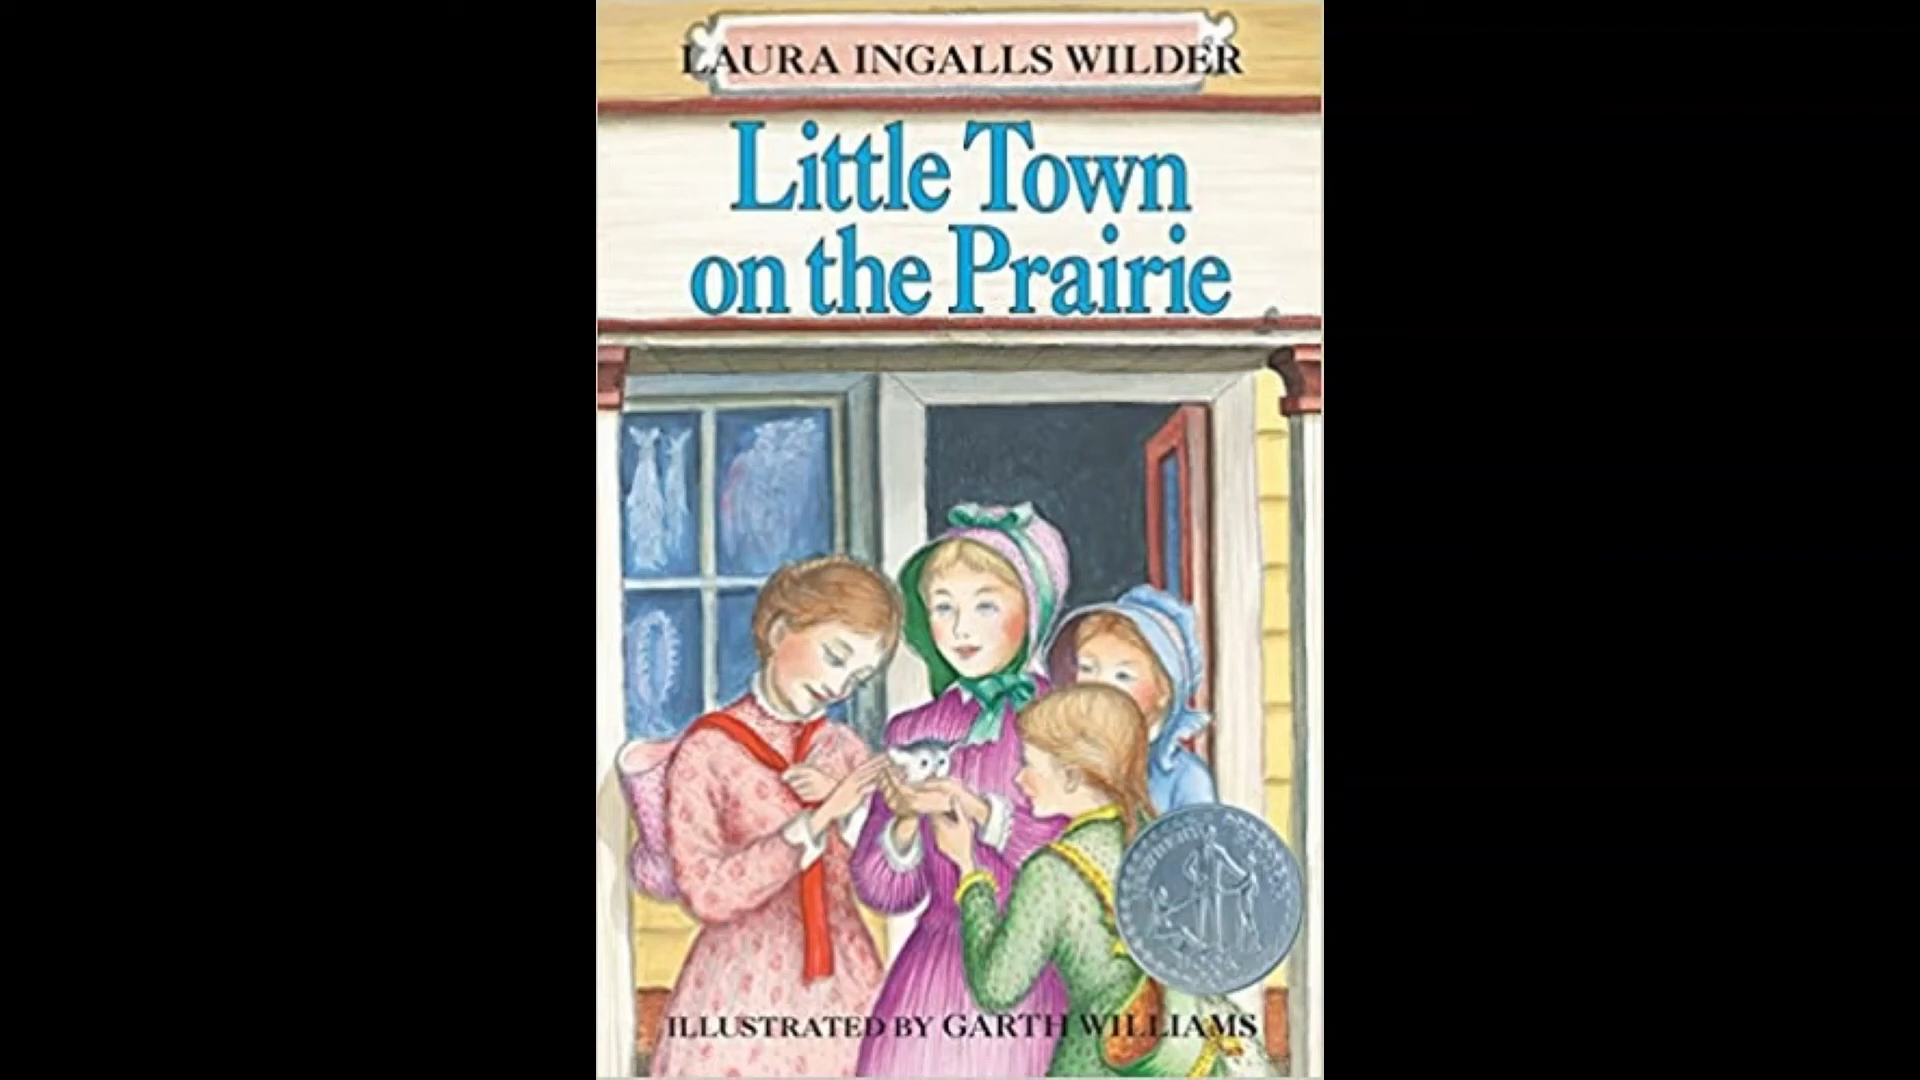 LAURA INGALLS WILDER
Little Town
on the Prairie
ILLUSTRATED BY GARTH WILLIAMS